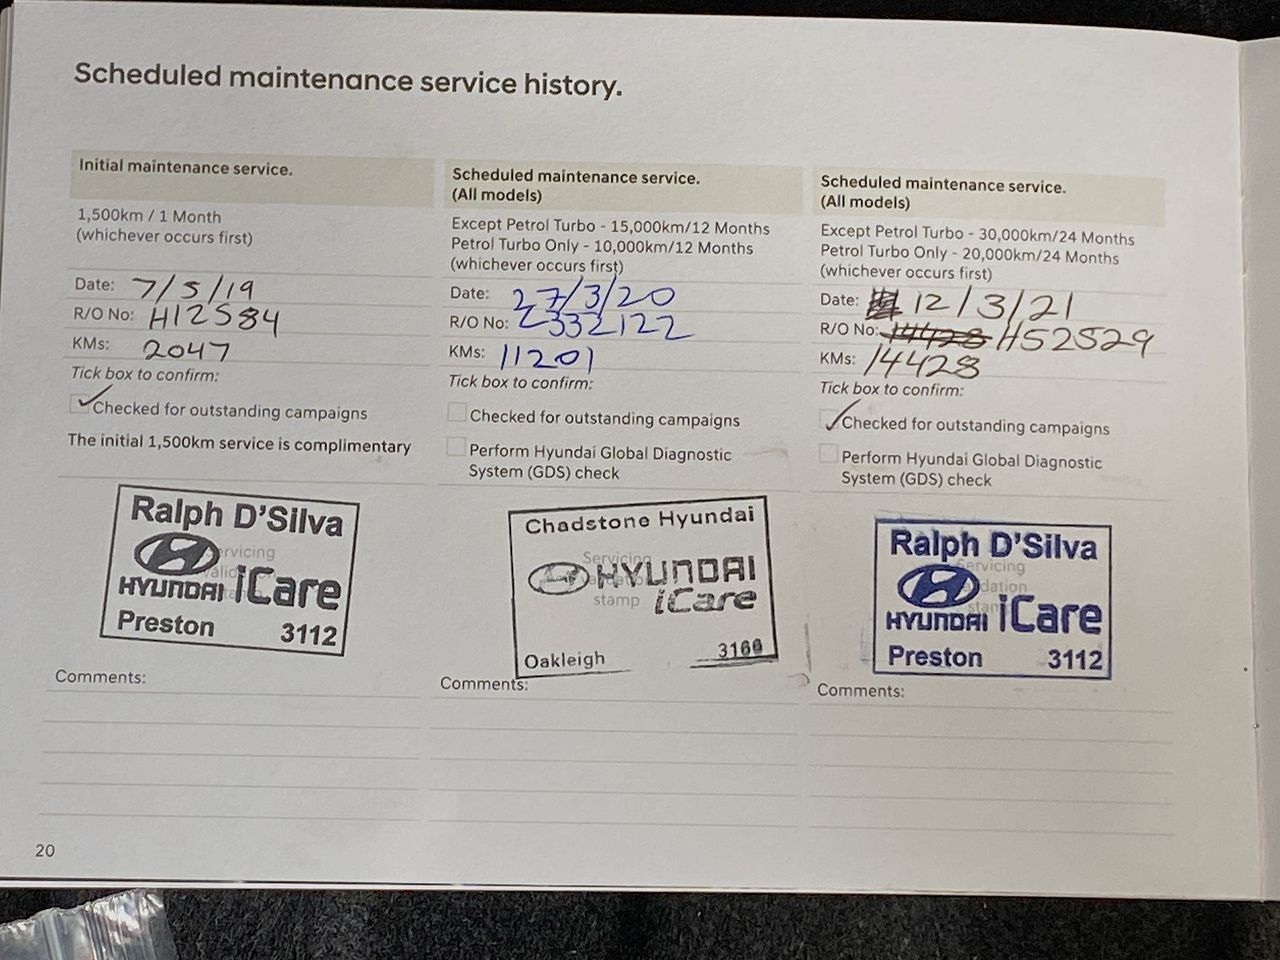 Scheduled maintenance service history.
Initial maintenance service.
1,500km / 1 Month
(whichever occurs first)
Date: 7/5/19
R/O No: H12584
KMs: 2047
Tick box to confirm:
Checked for outstanding campaigns
The initial 1,500km service is complimentary
Ralph D'Silva
HYUNDAI iCare
Preston 3112
Comments:
Scheduled maintenance service.
(All models)
Except Petrol Turbo - 15,000km/12 Months
Petrol Turbo Only - 10,000km/12 Months
(whichever occurs first)
Date: 27/3/20
R/O No: 2332122
KMs: 11201
Tick box to confirm:
Checked for outstanding campaigns
Perform Hyundai Global Diagnostic
System (GDS) check
Chadstone Hyundai
Servicing
HYUNDAI
stamp iCare
Oakleigh
Comments:
Scheduled maintenance service.
(All models)
Except Petrol Turbo - 30,000km/24 Months
Petrol Turbo Only - 20,000km/24 Months
(whichever occurs first)
Date: 12/3/21
R/O No: 14428 H52529
KMs: 14428
Tick box to confirm:
Checked for outstanding campaigns
Perform Hyundai Global Diagnostic
System (GDS) check
Ralph D'Silva
HYUNDAI iCare
Preston 3112
Comments:
20